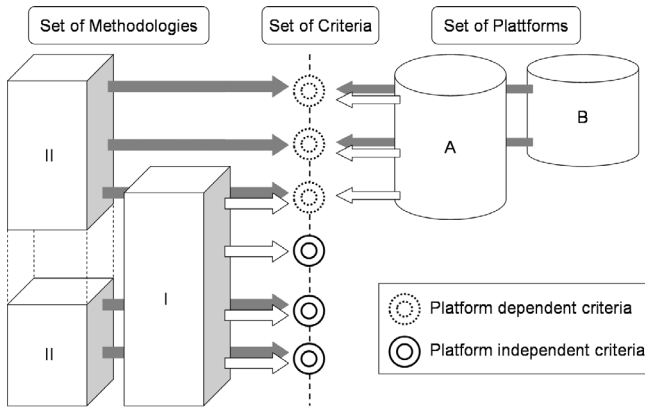 Set of Methodologies
Set of Criteria
Set of Plattforms
II
A
B
I
II
Platform dependent criteria
Platform independent criteria